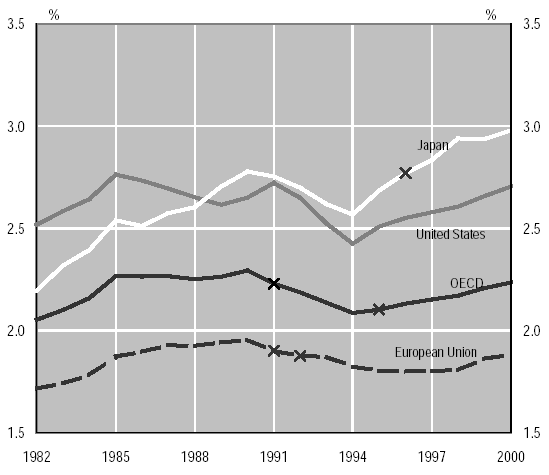 % %
3.5 3.5
3.0 3.0
Japan
2.5 2.5
United States
OECD
2.0 2.0
European Union
1.5 1.5
1982 1985 1988 1991 1994 1997 2000